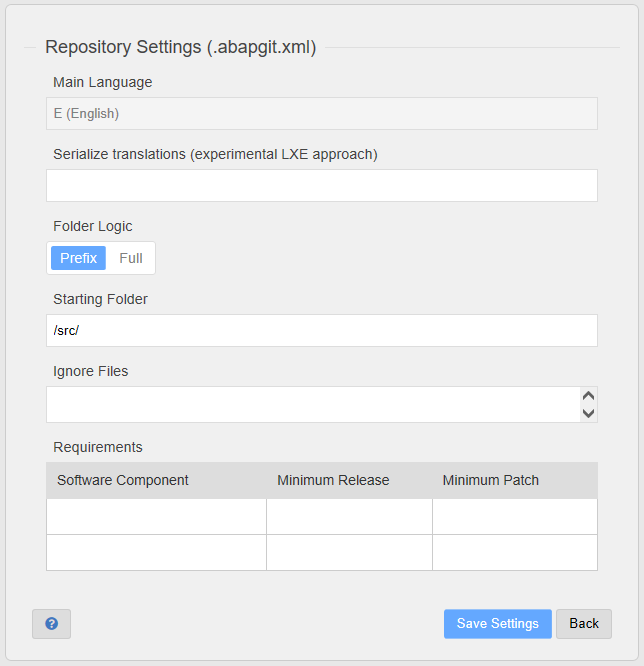 Repository Settings (.abapgit.xml)
Main Language
E (English)
Serialize translations (experimental LXE approach)
Folder Logic
Prefix Full
Starting Folder
/src/
Ignore Files
Requirements
Software Component Minimum Release Minimum Patch
? Save Settings Back